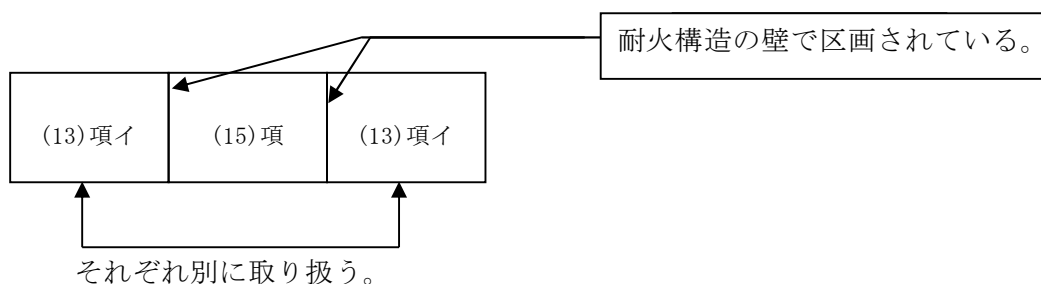 耐火構造の壁で区画されている。
(13)項イ
(15)項
(13)項イ
それぞれ別に取り扱う。